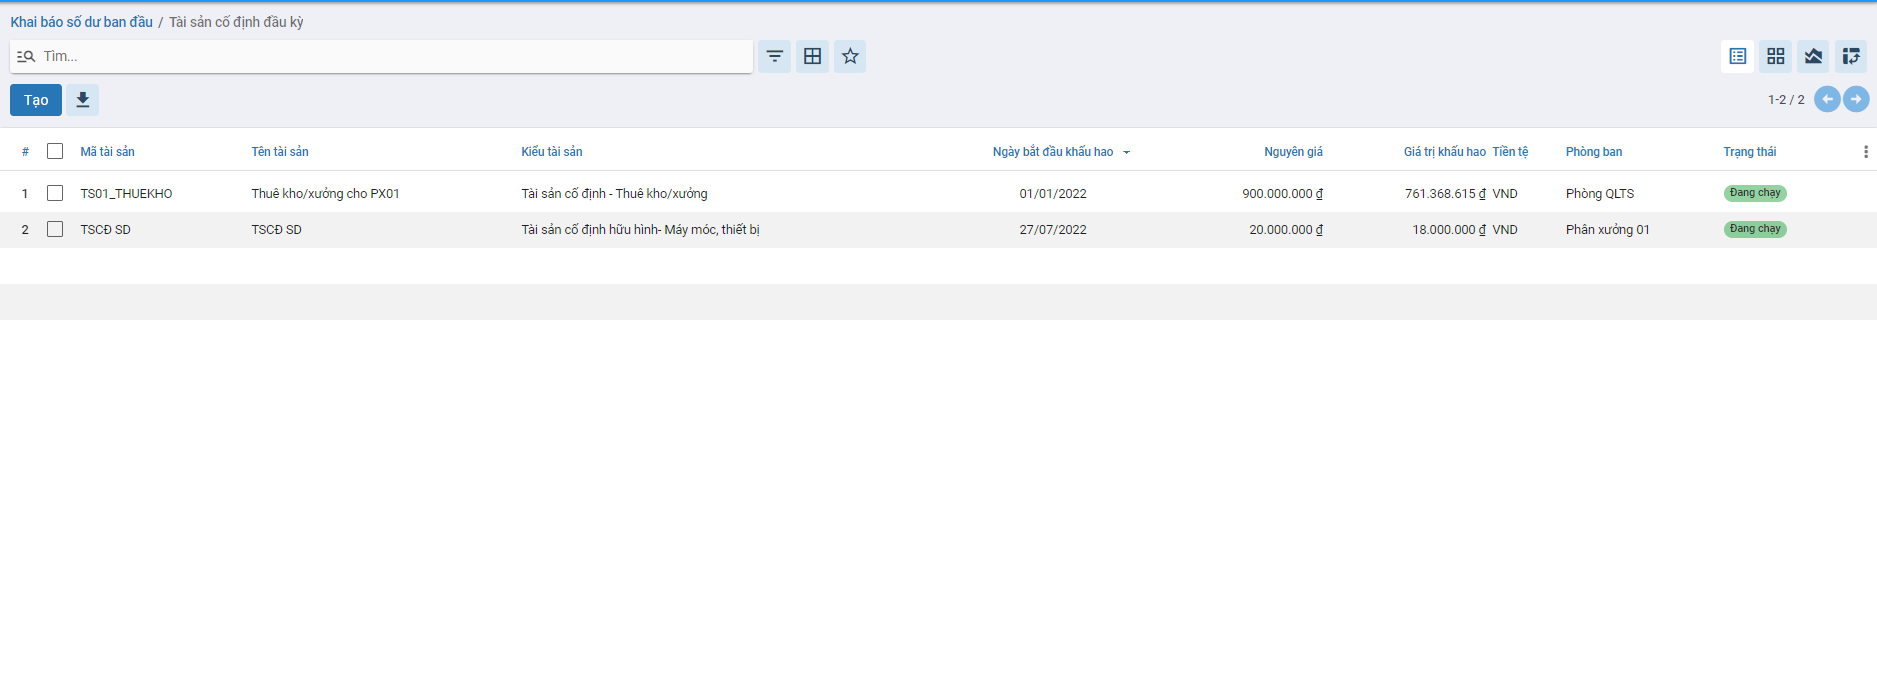 Khai báo số dư ban đầu / Tài sản cố định đầu kỳ
Tìm...
Tạo
1-2 / 2
# Mã tài sản Tên tài sản Kiểu tài sản Ngày bắt đầu khấu hao Nguyên giá Giá trị khấu hao Tiền tệ Phòng ban Trạng thái
1 TS01_THUEKHO Thuê kho/xưởng cho PX01 Tài sản cố định - Thuê kho/xưởng 01/01/2022 900.000.000 ₫ 761.368.615 ₫ VND Phòng QLTS Đang chạy
2 TSCĐ SD TSCĐ SD Tài sản cố định hữu hình- Máy móc, thiết bị 27/07/2022 20.000.000 ₫ 18.000.000 ₫ VND Phân xưởng 01 Đang chạy